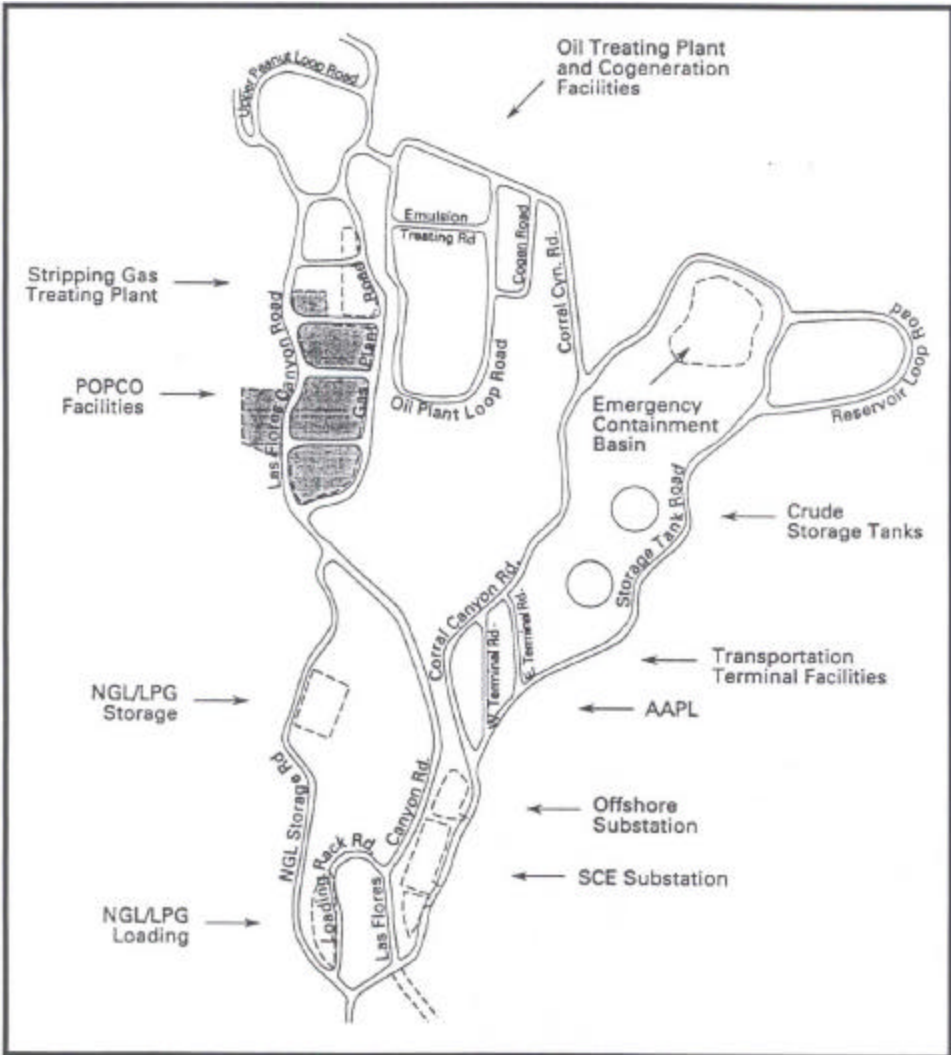 Upper Peanut Loop Road
Oil Treating Plant
and Cogeneration
Facilities
Emulsion
Treating Rd
Cogen Road
Corral Cyn. Rd.
Stripping Gas
Treating Plant
Las Flores Canyon Road
Gas Plant Road
POPCO
Facilities
Oil Plant Loop Road
Emergency
Containment
Basin
Reservoir Loop Road
Storage Tank Road
Crude
Storage Tanks
Corral Canyon Rd.
W. Terminal Rd.
E. Terminal Rd.
Transportation
Terminal Facilities
NGL/LPG
Storage
AAPL
NGL Storage Rd
Loading Rack Rd.
Las Flores Canyon Rd.
Offshore
Substation
SCE Substation
NGL/LPG
Loading